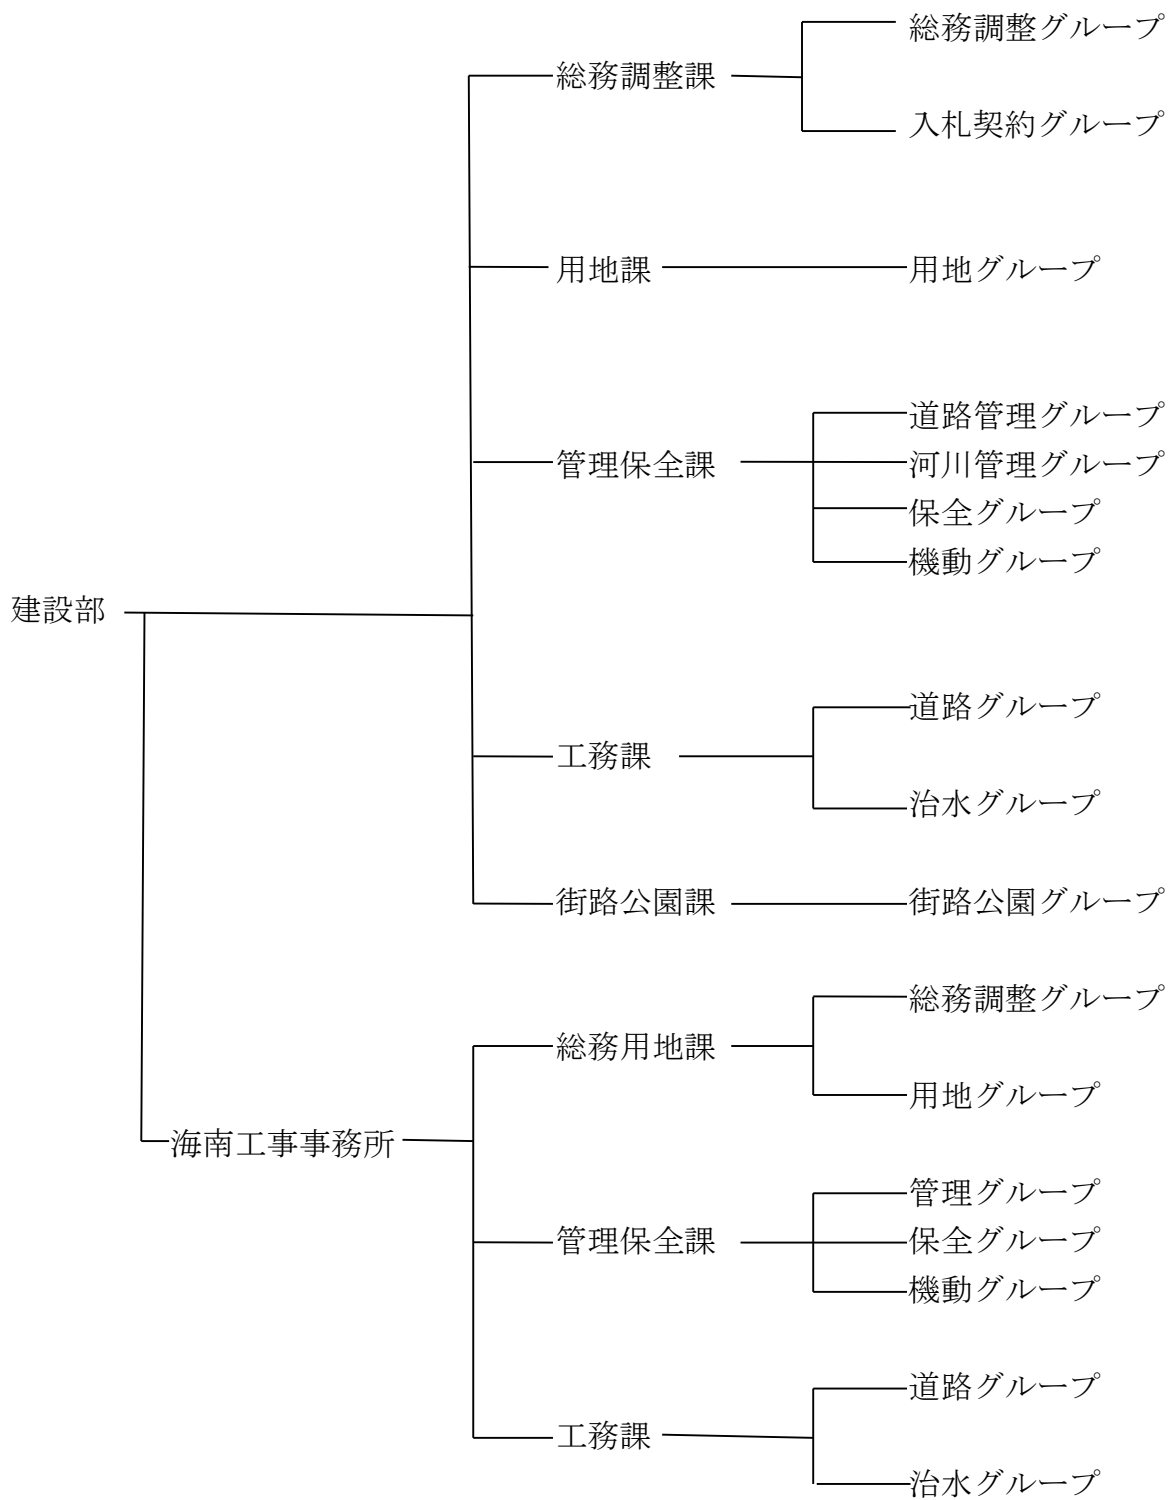 総務調整グループ
総務調整課
入札契約グループ
用地課 用地グループ
道路管理グループ
管理保全課 河川管理グループ
保全グループ
機動グループ
建設部
道路グループ
工務課
治水グループ
街路公園課 街路公園グループ
総務調整グループ
総務用地課
用地グループ
海南工事事務所
管理グループ
管理保全課 保全グループ
機動グループ
道路グループ
工務課
治水グループ